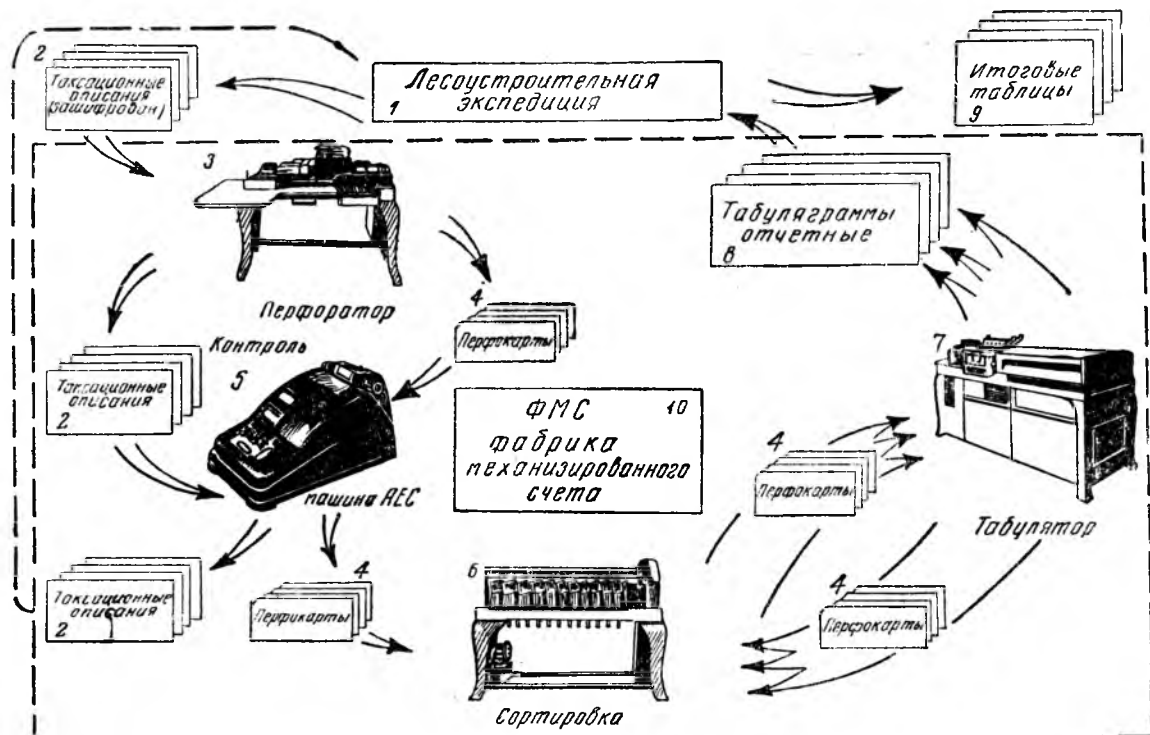 2
Таксационные
описания
(зашифрован)
Лесоустроительная
экспедиция
1
Итоговые
таблицы
9
3
Перфоратор
Табуляграммы
отчетные
8
4
Перфокарты
Контроль
5
Таксационные
описания
2
машина АЕС
ФМС 10
фабрика
механизированного
счета
7
Табулятор
4
Перфокарты
Таксационные
описания
2
4
Перфикарты
6
Сортировка
4
Перфокарты